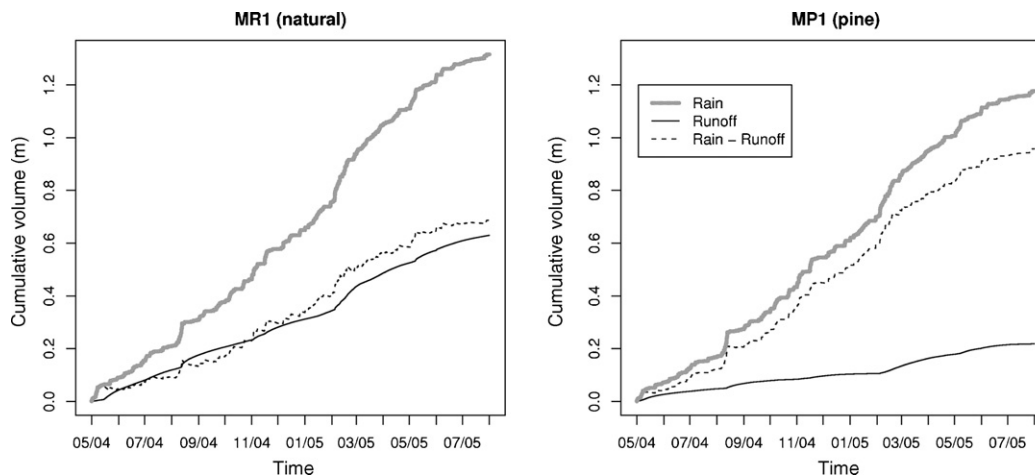 MR1 (natural)
Cumulative volume (m)
1.2
1.0
0.8
0.6
0.4
0.2
0.0
05/04 07/04 09/04 11/04 01/05 03/05 05/05 07/05
Time
MP1 (pine)
Cumulative volume (m)
1.2
1.0
0.8
0.6
0.4
0.2
0.0
Rain
Runoff
Rain − Runoff
05/04 07/04 09/04 11/04 01/05 03/05 05/05 07/05
Time